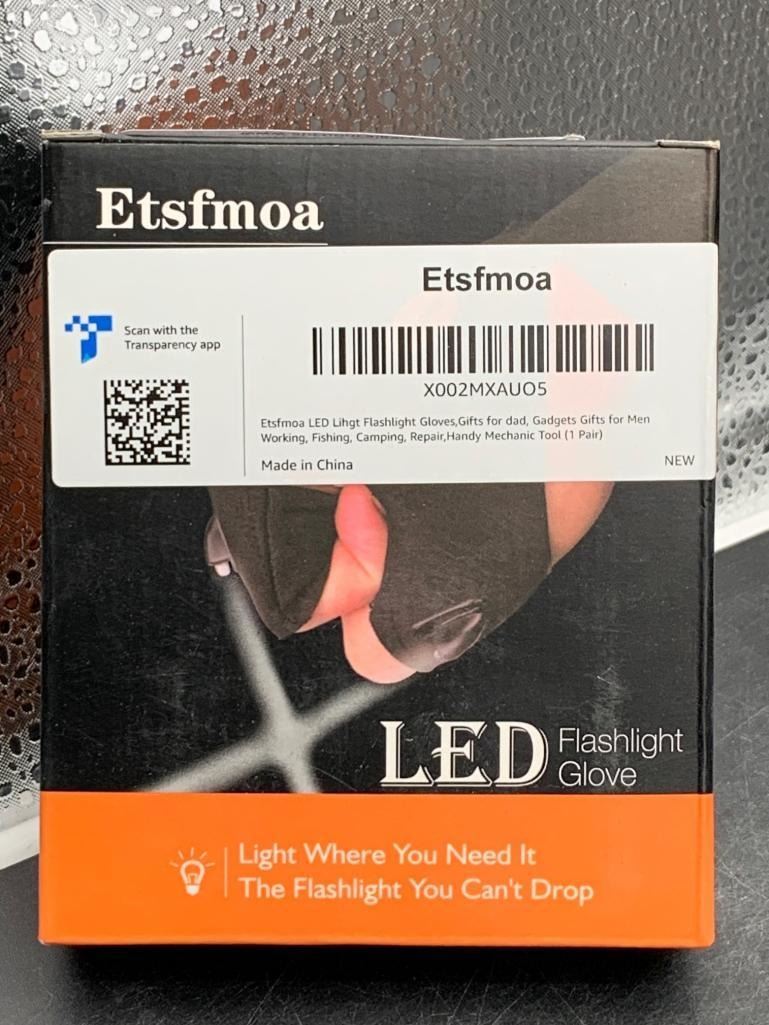 Etsfmoa
Etsfmoa
Scan with the
Transparency app
X002MXAUO5
Etsfmoa LED Lihgt Flashlight Gloves,Gifts for dad, Gadgets Gifts for Men
Working, Fishing, Camping, Repair,Handy Mechanic Tool (1 Pair)
Made in China
NEW
LED Flashlight
Glove
Light Where You Need It
The Flashlight You Can't Drop